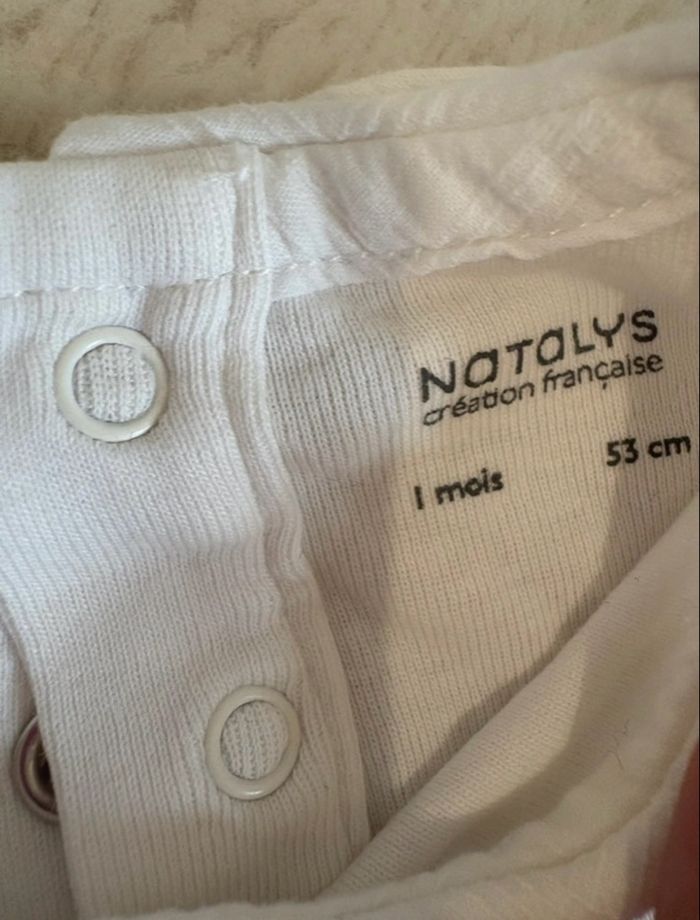 NATALYS
création française
1 mois 53 cm